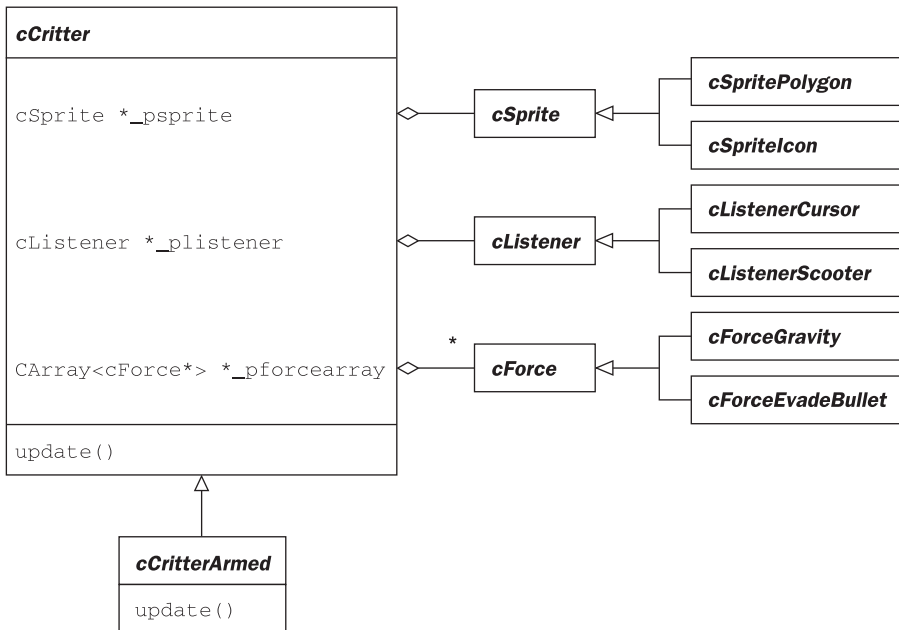 cCritter
cSprite *_psprite
cListener *_plistener
CArray<cForce*> *_pforcearray
update()
cCritterArmed
update()
cSprite
cSpritePolygon
cSpriteIcon
cListener
cListenerCursor
cListenerScooter
*
cForce
cForceGravity
cForceEvadeBullet